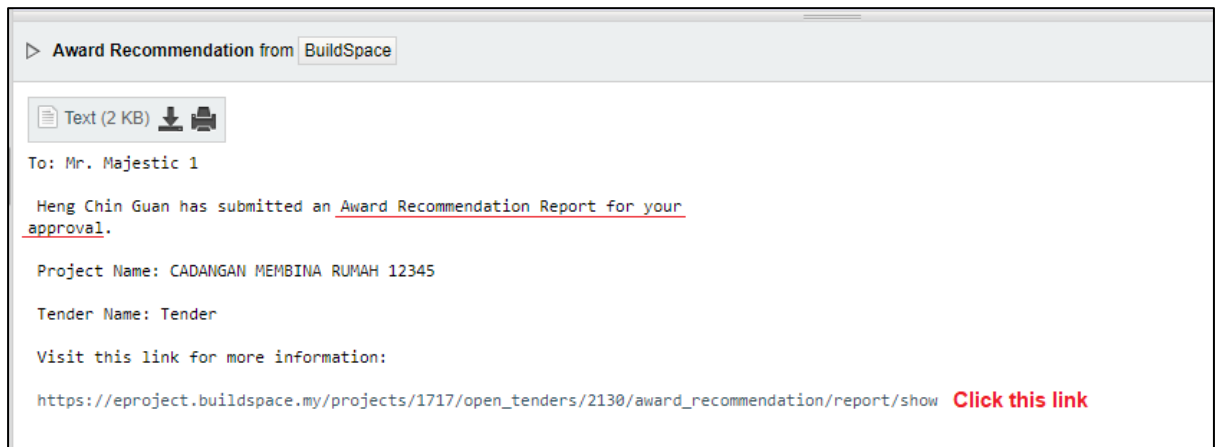 Award Recommendation from BuildSpace
Text (2 KB)
To: Mr. Majestic 1
Heng Chin Guan has submitted an Award Recommendation Report for your
approval.
Project Name: CADANGAN MEMBINA RUMAH 12345
Tender Name: Tender
Visit this link for more information:
https://eproject.buildspace.my/projects/1717/open_tenders/2130/award_recommendation/report/show Click this link